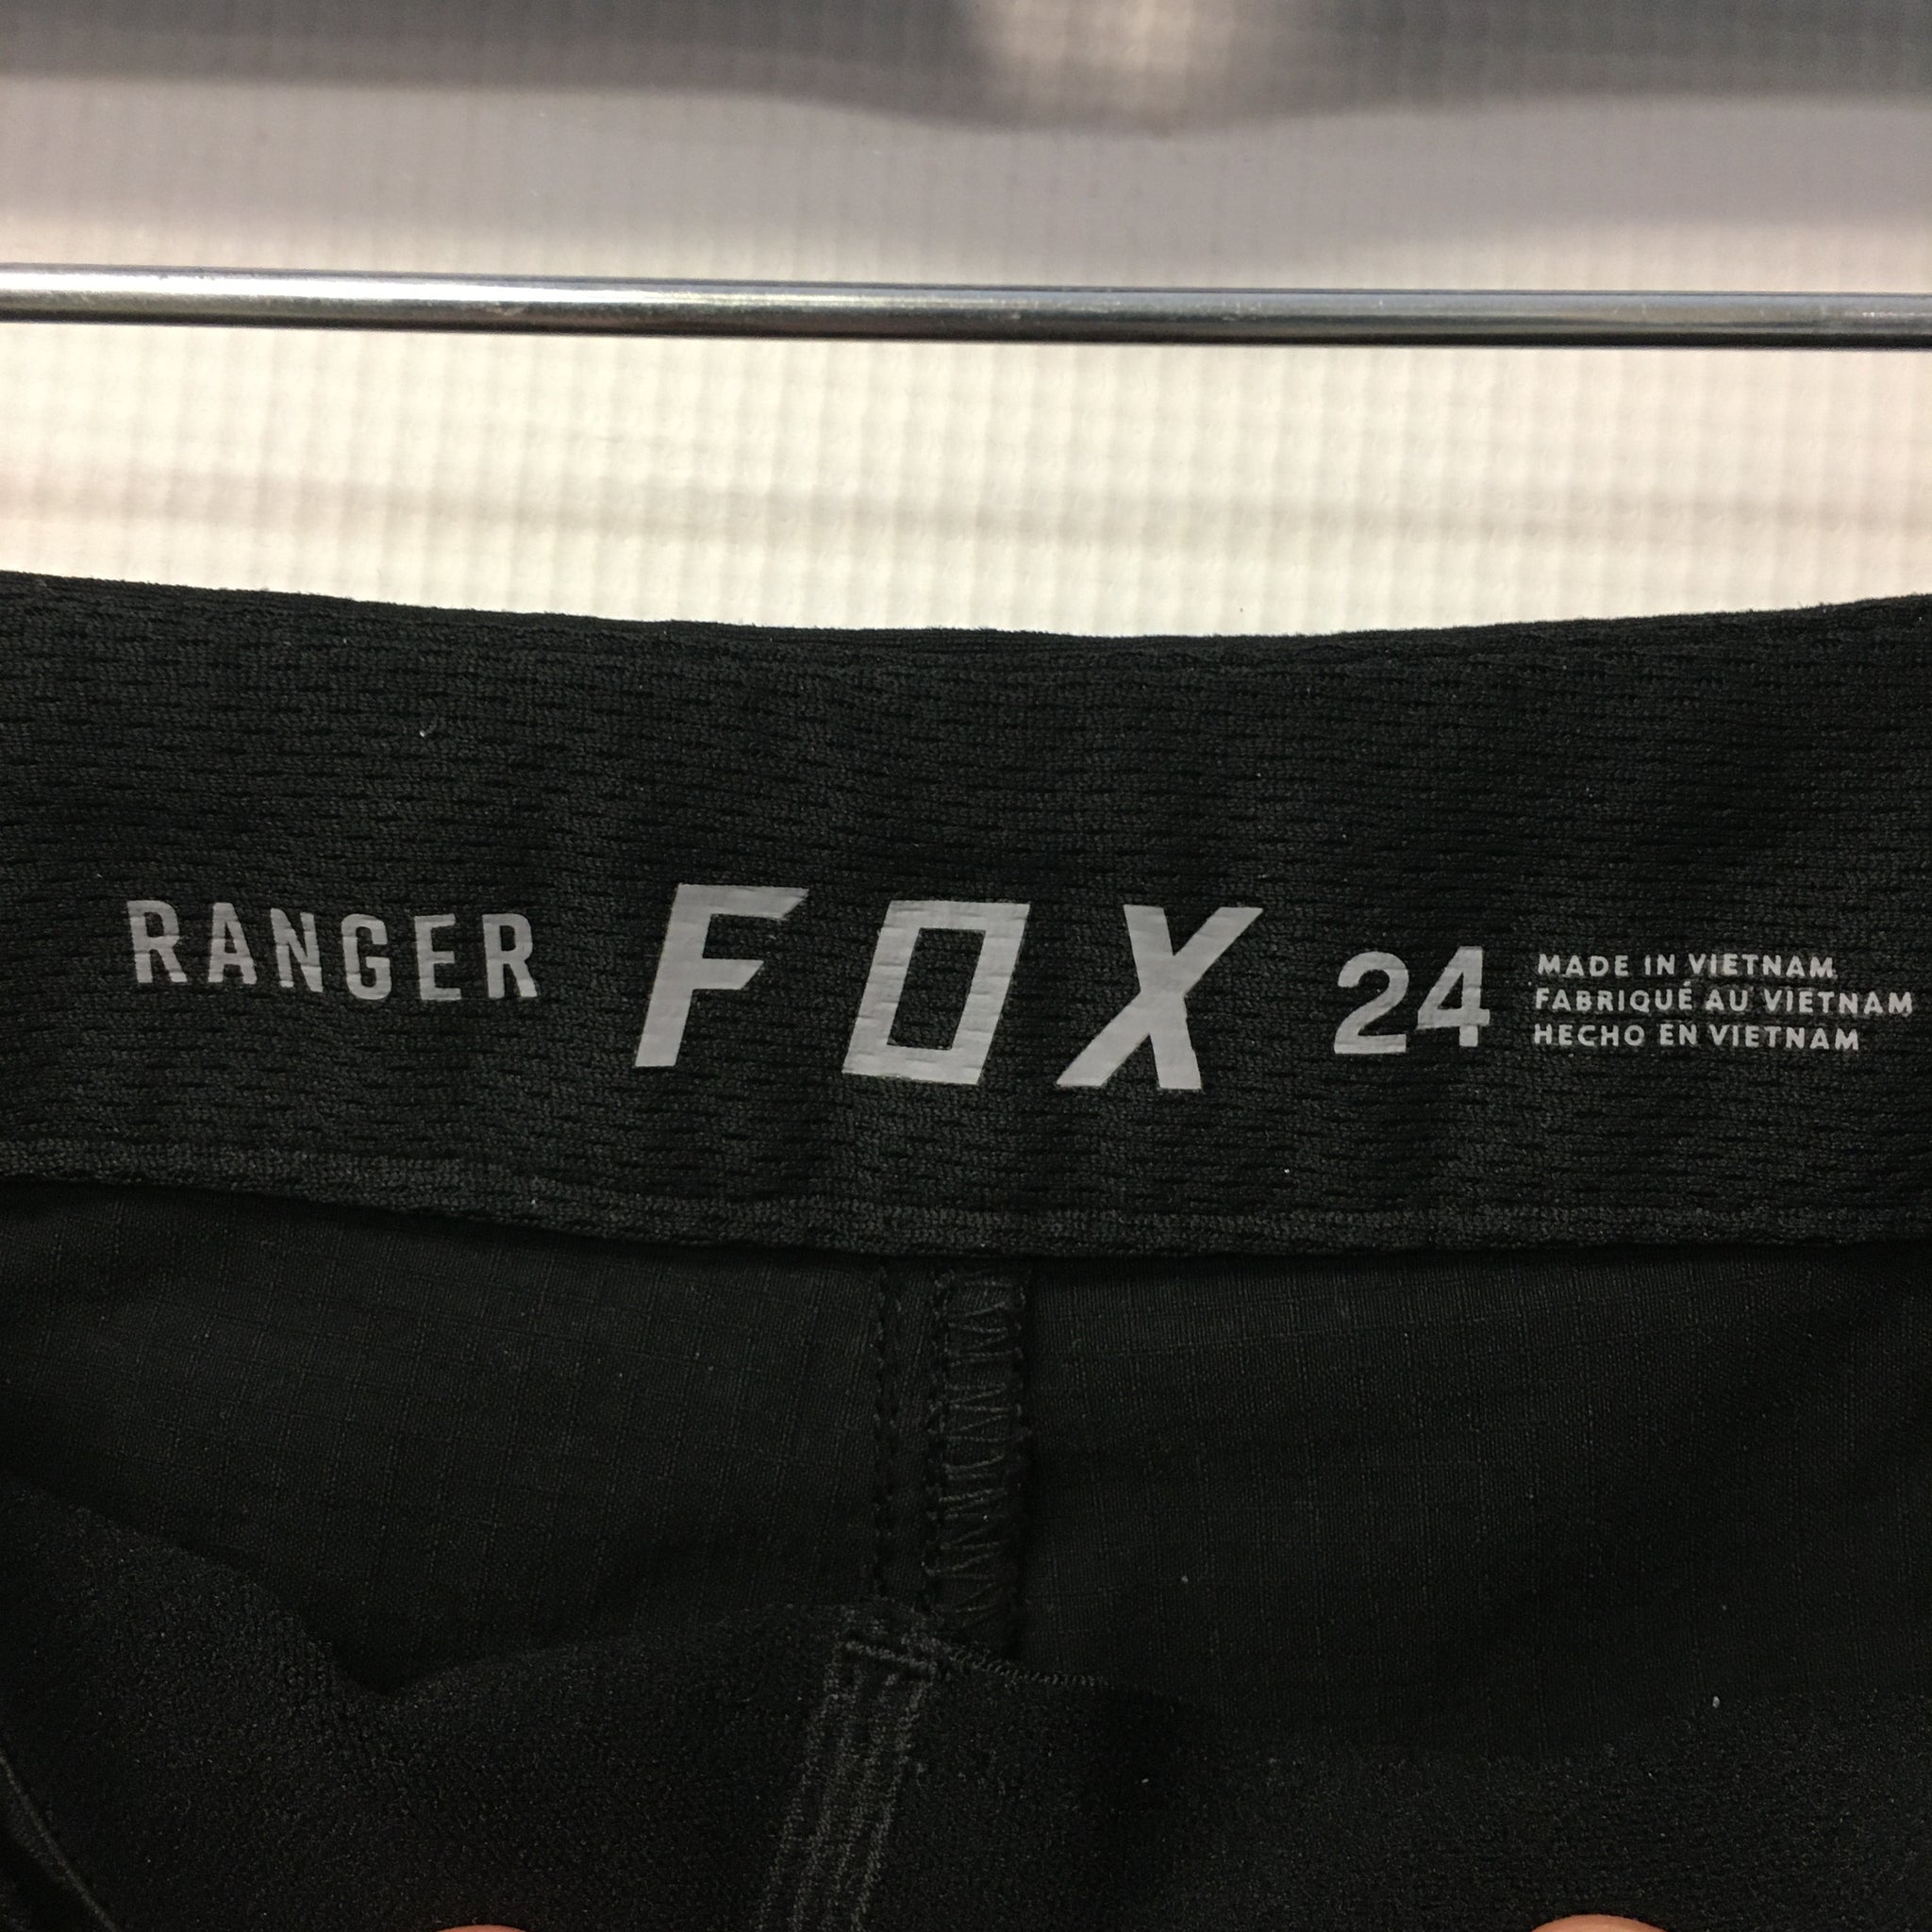 RANGER FOX 24
MADE IN VIETNAM
FABRIQUÉ AU VIETNAM
HECHO EN VIETNAM